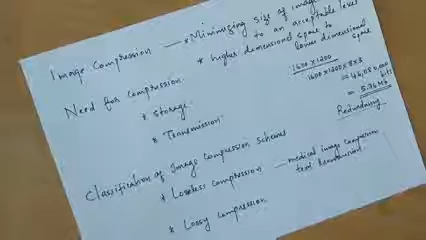 Image Compression — * Minimizing size of image
to an acceptable level
* higher dimensional space to
lower dimensional
space
Need for compression
* Storage
* Transmission
1600 x 1200
1600 x 1200 x 8 x 3
= 46,080,000
bits
= 5.76 Mb
Redundancy
Classification of Image Compression Schemes
* Lossless compression — medical image compression
text
* Lossy compression